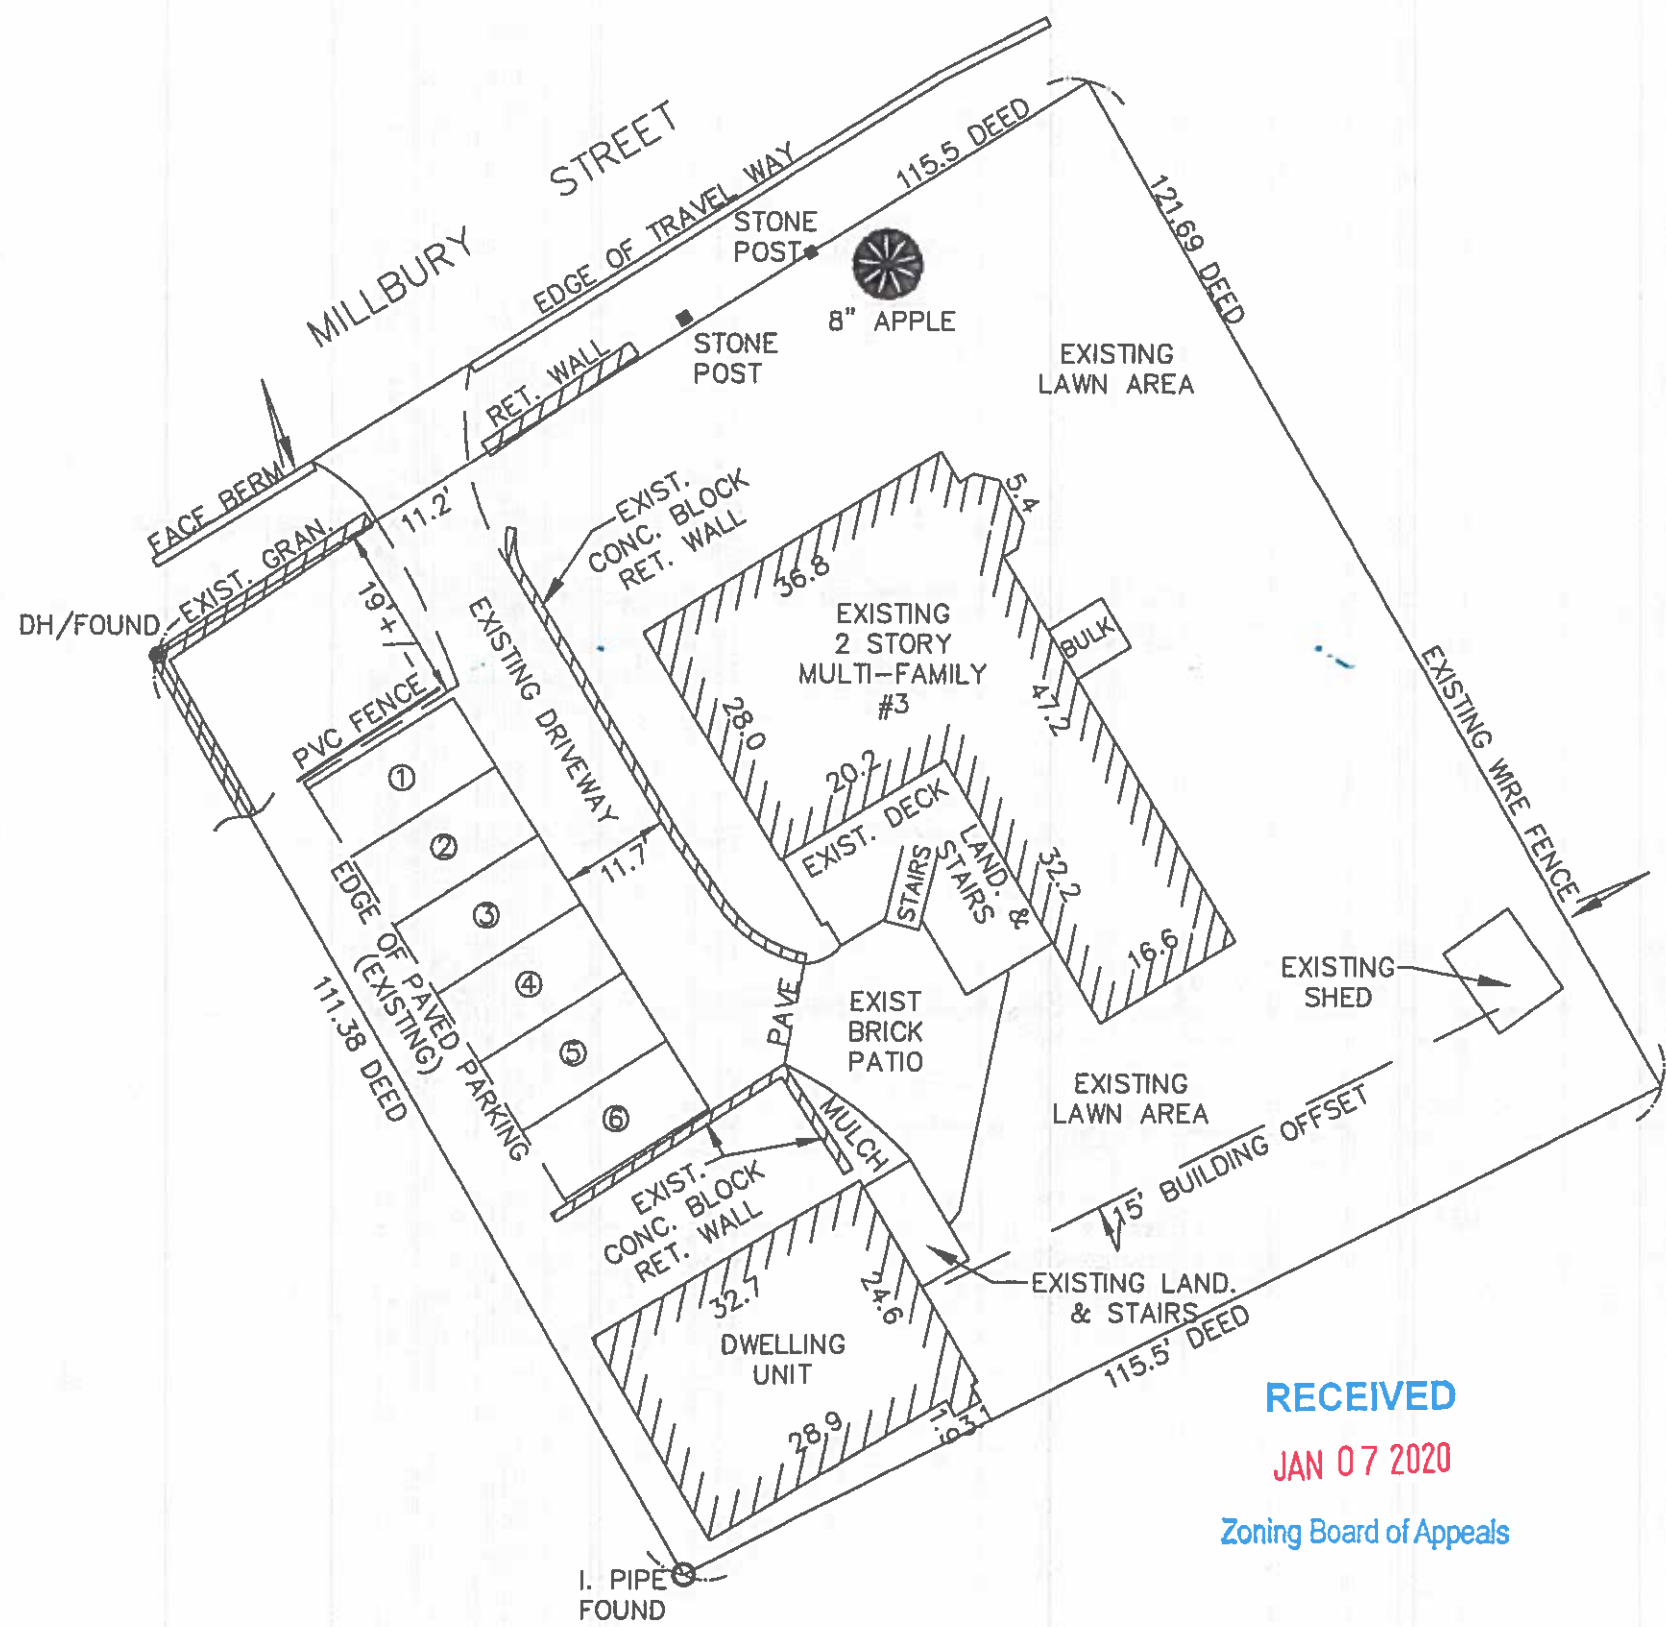 MILLBURY STREET
EDGE OF TRAVEL WAY
115.5 DEED
121.69 DEED
STONE
POST
8" APPLE
STONE
POST
RET. WALL
EXISTING
LAWN AREA
FACE BERM
EXIST. GRAN.
11.2'
DH/FOUND
19'+/-
EXIST.
CONC. BLOCK
RET. WALL
5.4
36.8
EXISTING
2 STORY
MULTI-FAMILY
#3
BULK
47.2
28.0
20.2
EXISTING DRIVEWAY
EXISTING WIRE FENCE
PVC FENCE
1
2
3
4
5
6
11.7'
EXIST. DECK
STAIRS
LAND. &
STAIRS
32.2
16.6
EDGE OF PAVED PARKING
(EXISTING)
111.38 DEED
PAVE
EXIST
BRICK
PATIO
EXISTING
SHED
EXISTING
LAWN AREA
15' BUILDING OFFSET
MULCH
EXIST.
CONC. BLOCK
RET. WALL
EXISTING LAND.
& STAIRS
32.7
24.6
DWELLING
UNIT
28.9
3.1
115.5' DEED
I. PIPE
FOUND
RECEIVED
JAN 07 2020
Zoning Board of Appeals